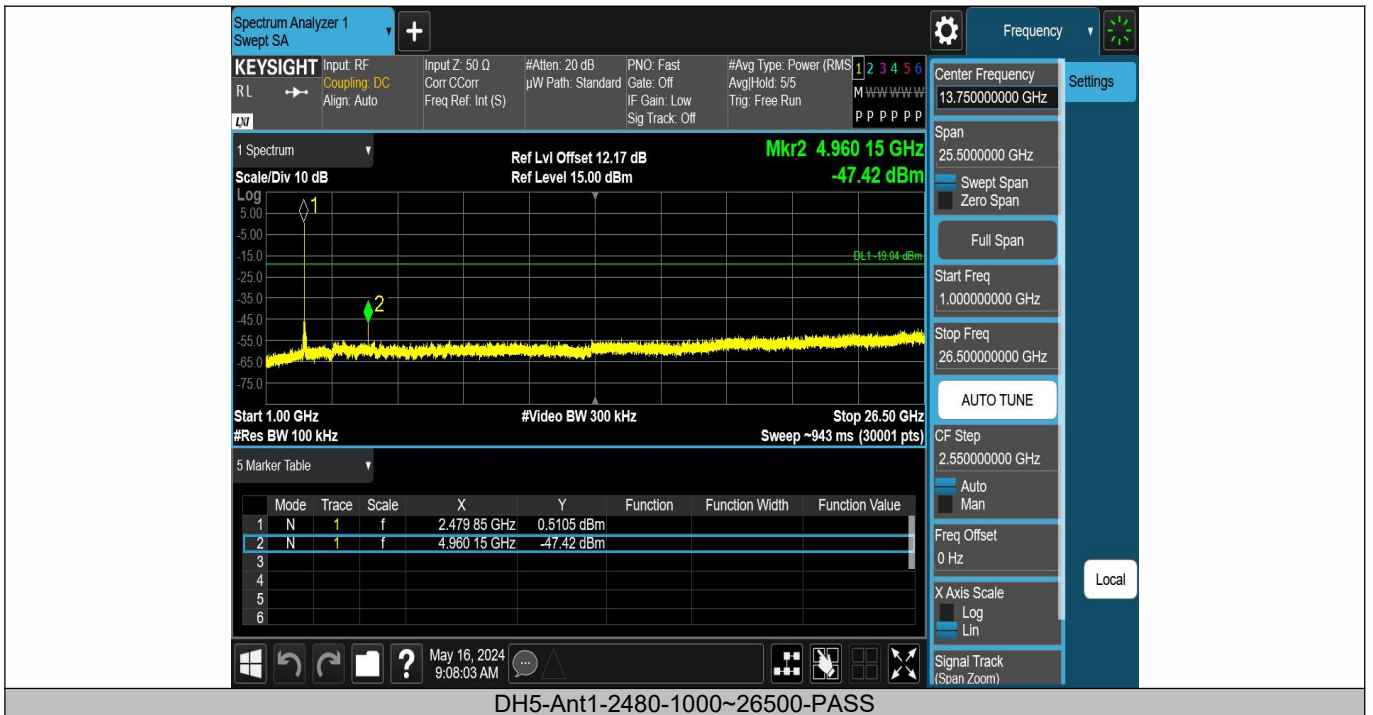 Spectrum Analyzer 1
Swept SA
+
Frequency
KEYSIGHT
RL
LXI
Input: RF
Coupling: DC
Align: Auto
Input Z: 50 Ω
Corr CCorr
Freq Ref: Int (S)
#Atten: 20 dB
µW Path: Standard
PNO: Fast
Gate: Off
IF Gain: Low
Sig Track: Off
#Avg Type: Power (RMS
Avg|Hold: 5/5
Trig: Free Run
1 2 3 4 5 6
M W W W W W
P P P P P P
Center Frequency
13.750000000 GHz
Settings
1 Spectrum
Scale/Div 10 dB
Ref Lvl Offset 12.17 dB
Ref Level 15.00 dBm
Mkr2 4.960 15 GHz
-47.42 dBm
Span
25.5000000 GHz
Swept Span
Zero Span
Full Span
Log
5.00
-5.00
-15.0
-25.0
-35.0
-45.0
-55.0
-65.0
-75.0
1
2
DL1 -19.04 dBm
Start Freq
1.000000000 GHz
Stop Freq
26.500000000 GHz
AUTO TUNE
Start 1.00 GHz
#Video BW 300 kHz
Stop 26.50 GHz
#Res BW 100 kHz
Sweep ~943 ms (30001 pts)
CF Step
2.550000000 GHz
Auto
Man
5 Marker Table
Mode Trace Scale X Y Function Function Width Function Value
1 N 1 f 2.479 85 GHz 0.5105 dBm
2 N 1 f 4.960 15 GHz -47.42 dBm
3
4
5
6
Freq Offset
0 Hz
X Axis Scale
Log
Lin
Local
Signal Track
(Span Zoom)
?
May 16, 2024
9:08:03 AM
DH5-Ant1-2480-1000~26500-PASS